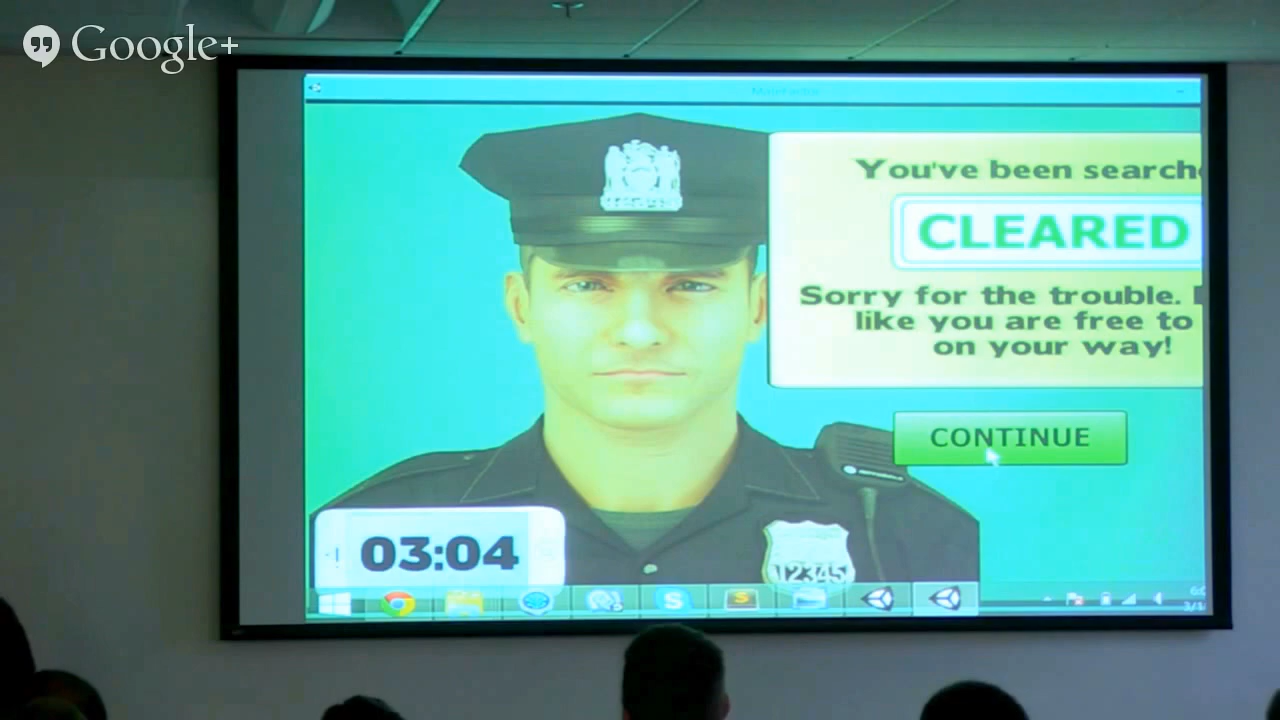 Google+
You've been searche
CLEARED
Sorry for the trouble.
like you are free to
on your way!
CONTINUE
03:04
12345